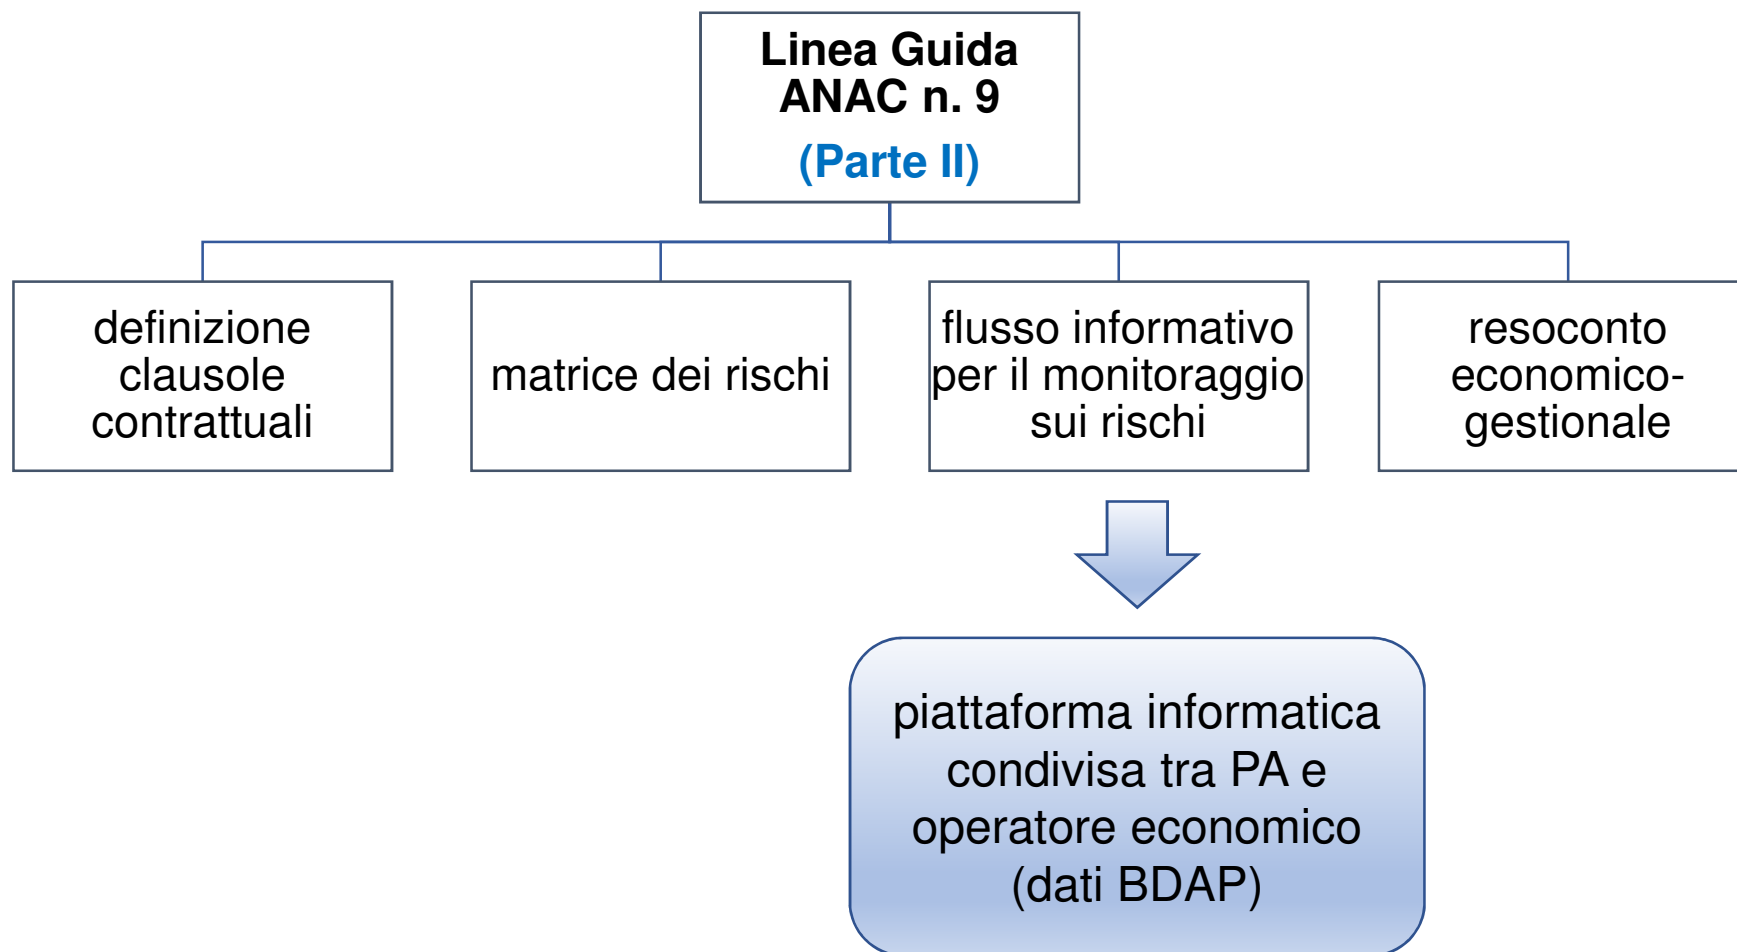 Linea Guida
ANAC n. 9
(Parte II)
definizione
clausole
contrattuali
matrice dei rischi
flusso informativo
per il monitoraggio
sui rischi
resoconto
economico-
gestionale
piattaforma informatica
condivisa tra PA e
operatore economico
(dati BDAP)